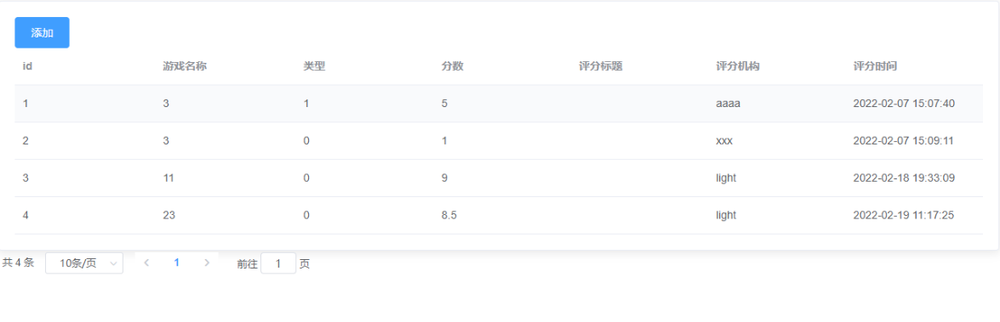 添加
id 游戏名称 类型 分数 评分标题 评分机构 评分时间
1 3 1 5 aaaa 2022-02-07 15:07:40
2 3 0 1 xxx 2022-02-07 15:09:11
3 11 0 9 light 2022-02-18 19:33:09
4 23 0 8.5 light 2022-02-19 11:17:25
共 4 条 10条/页 1 前往 1 页